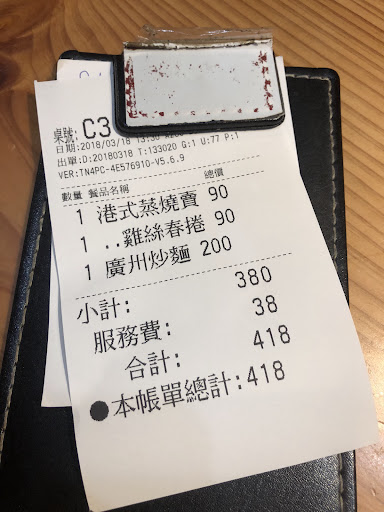 桌號: C3
日期:2018/03/18 13:30
出單:D:20180318 T:133020 G:1 U:77 P:1
VER:TN4PC-4E576910-V5.6.9
數量 餐品名稱 總價
1 港式蒸燒賣 90
1 ..雞絲春捲 90
1 廣州炒麵 200
小計: 380
服務費: 38
合計: 418
●本帳單總計:418